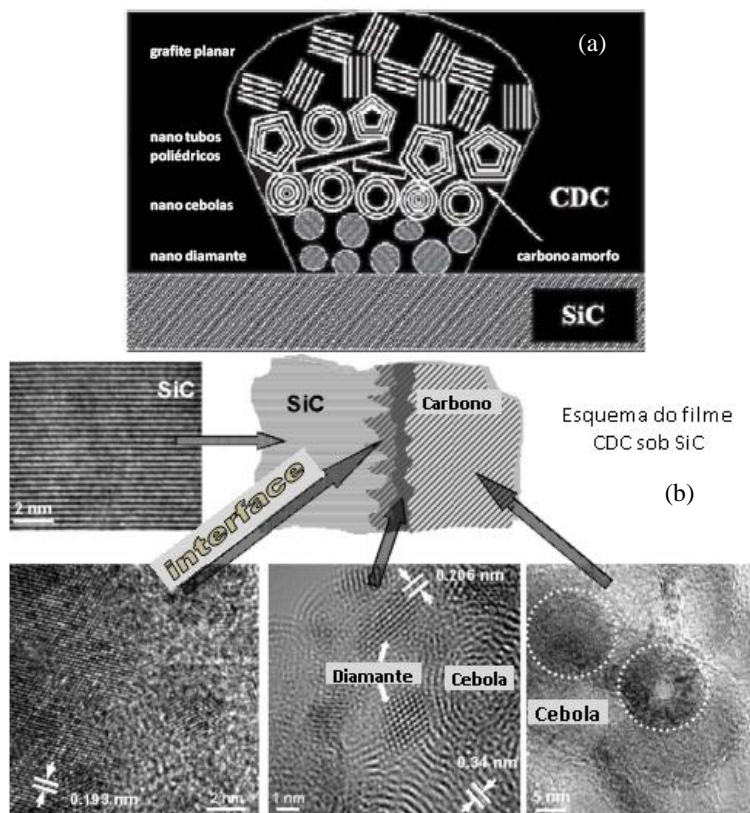 (a)
grafite planar
nano tubos
poliédricos
nano cebolas
nano diamante
CDC
carbono amorfo
SiC
SiC
2 nm
SiC
Carbono
Esquema do filme
CDC sob SiC
(b)
interface
0.193 nm
2 nm
0.206 nm
Diamante
Cebola
0.34 nm
1 nm
Cebola
5 nm